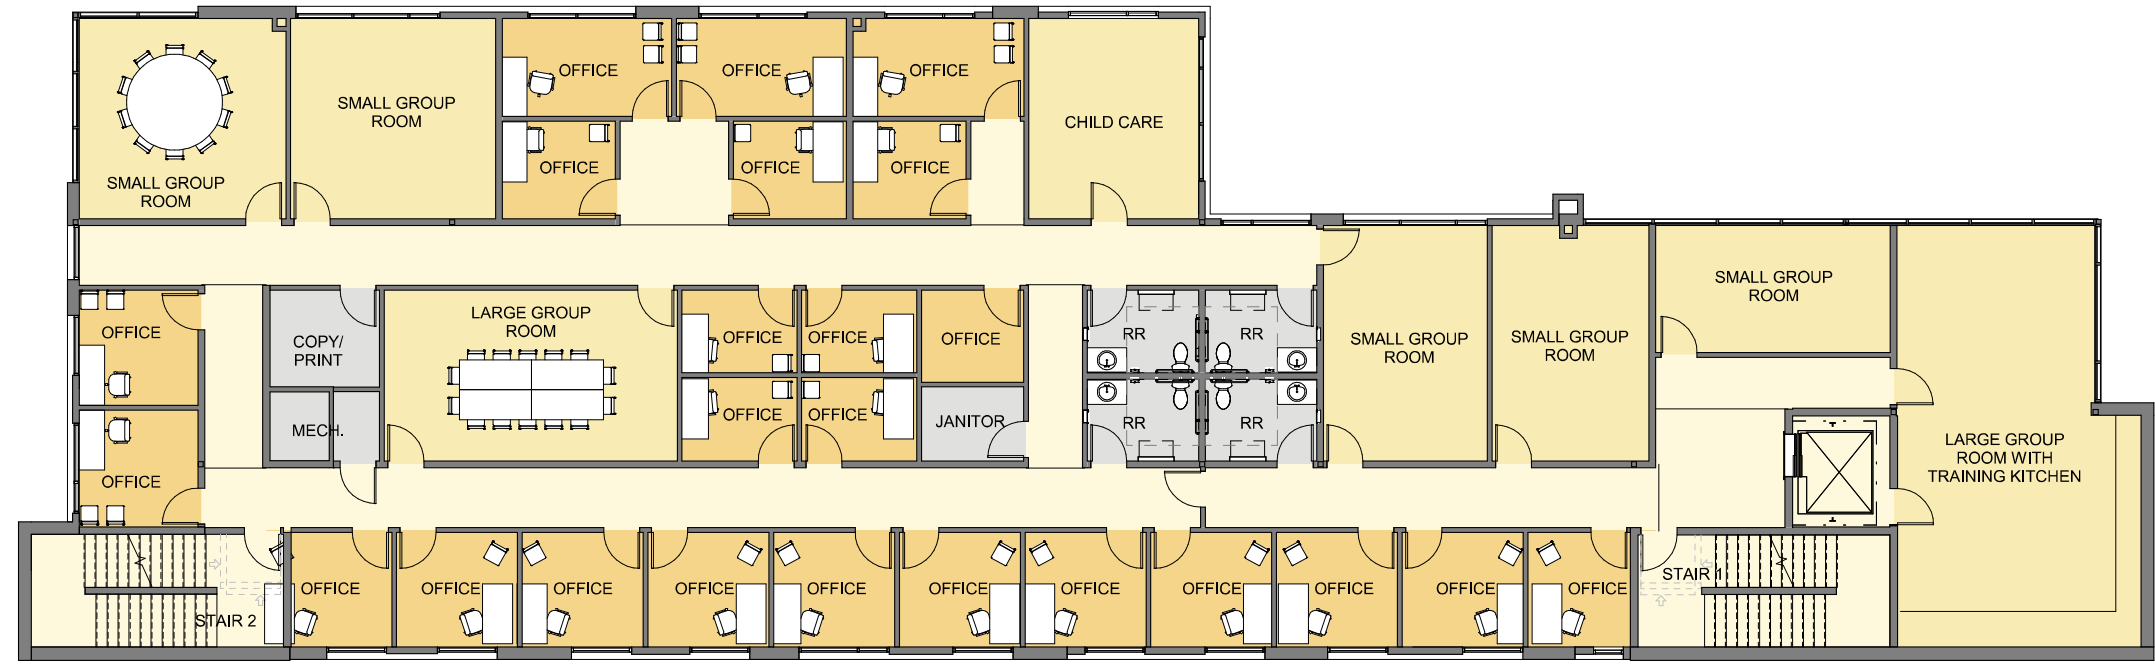 OFFICE
OFFICE
OFFICE
SMALL GROUP
ROOM
CHILD CARE
OFFICE
OFFICE
OFFICE
SMALL GROUP
ROOM
SMALL GROUP
ROOM
LARGE GROUP
ROOM
OFFICE
COPY/
PRINT
OFFICE
OFFICE
OFFICE
RR
RR
SMALL GROUP
ROOM
SMALL GROUP
ROOM
OFFICE
OFFICE
JANITOR
RR
RR
MECH.
OFFICE
LARGE GROUP
ROOM WITH
TRAINING KITCHEN
STAIR 1
OFFICE
OFFICE
OFFICE
OFFICE
OFFICE
OFFICE
OFFICE
OFFICE
OFFICE
OFFICE
OFFICE
STAIR 2